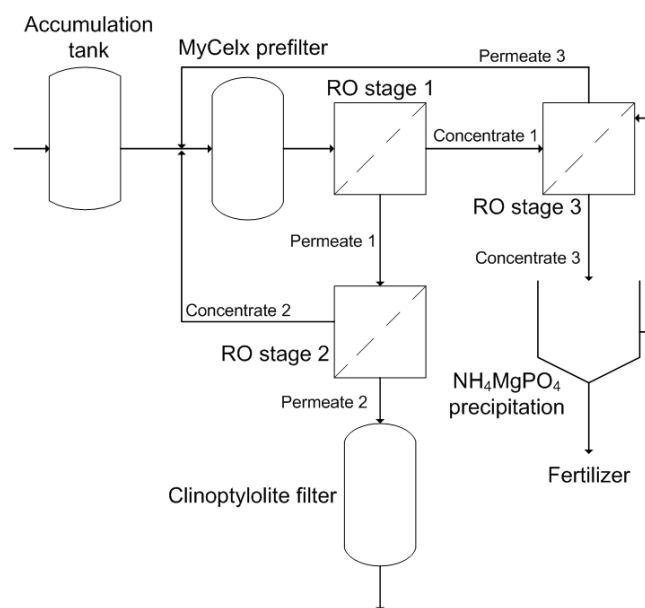 Accumulation
tank
MyCelx prefilter
Permeate 3
RO stage 1
Concentrate 1
RO stage 3
Permeate 1
Concentrate 3
Concentrate 2
RO stage 2
NH₄MgPO₄
precipitation
Permeate 2
Fertilizer
Clinoptylolite filter